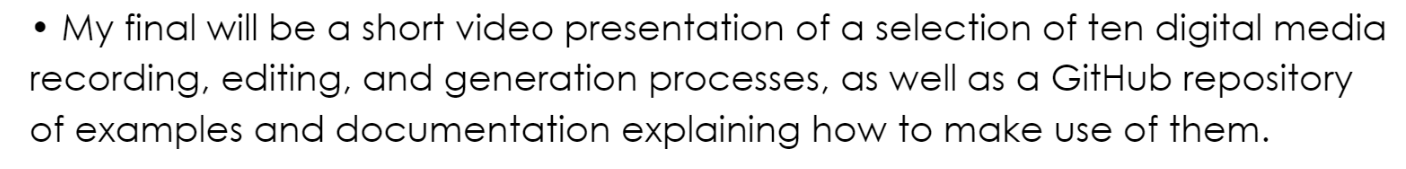 • My final will be a short video presentation of a selection of ten digital media
recording, editing, and generation processes, as well as a GitHub repository
of examples and documentation explaining how to make use of them.